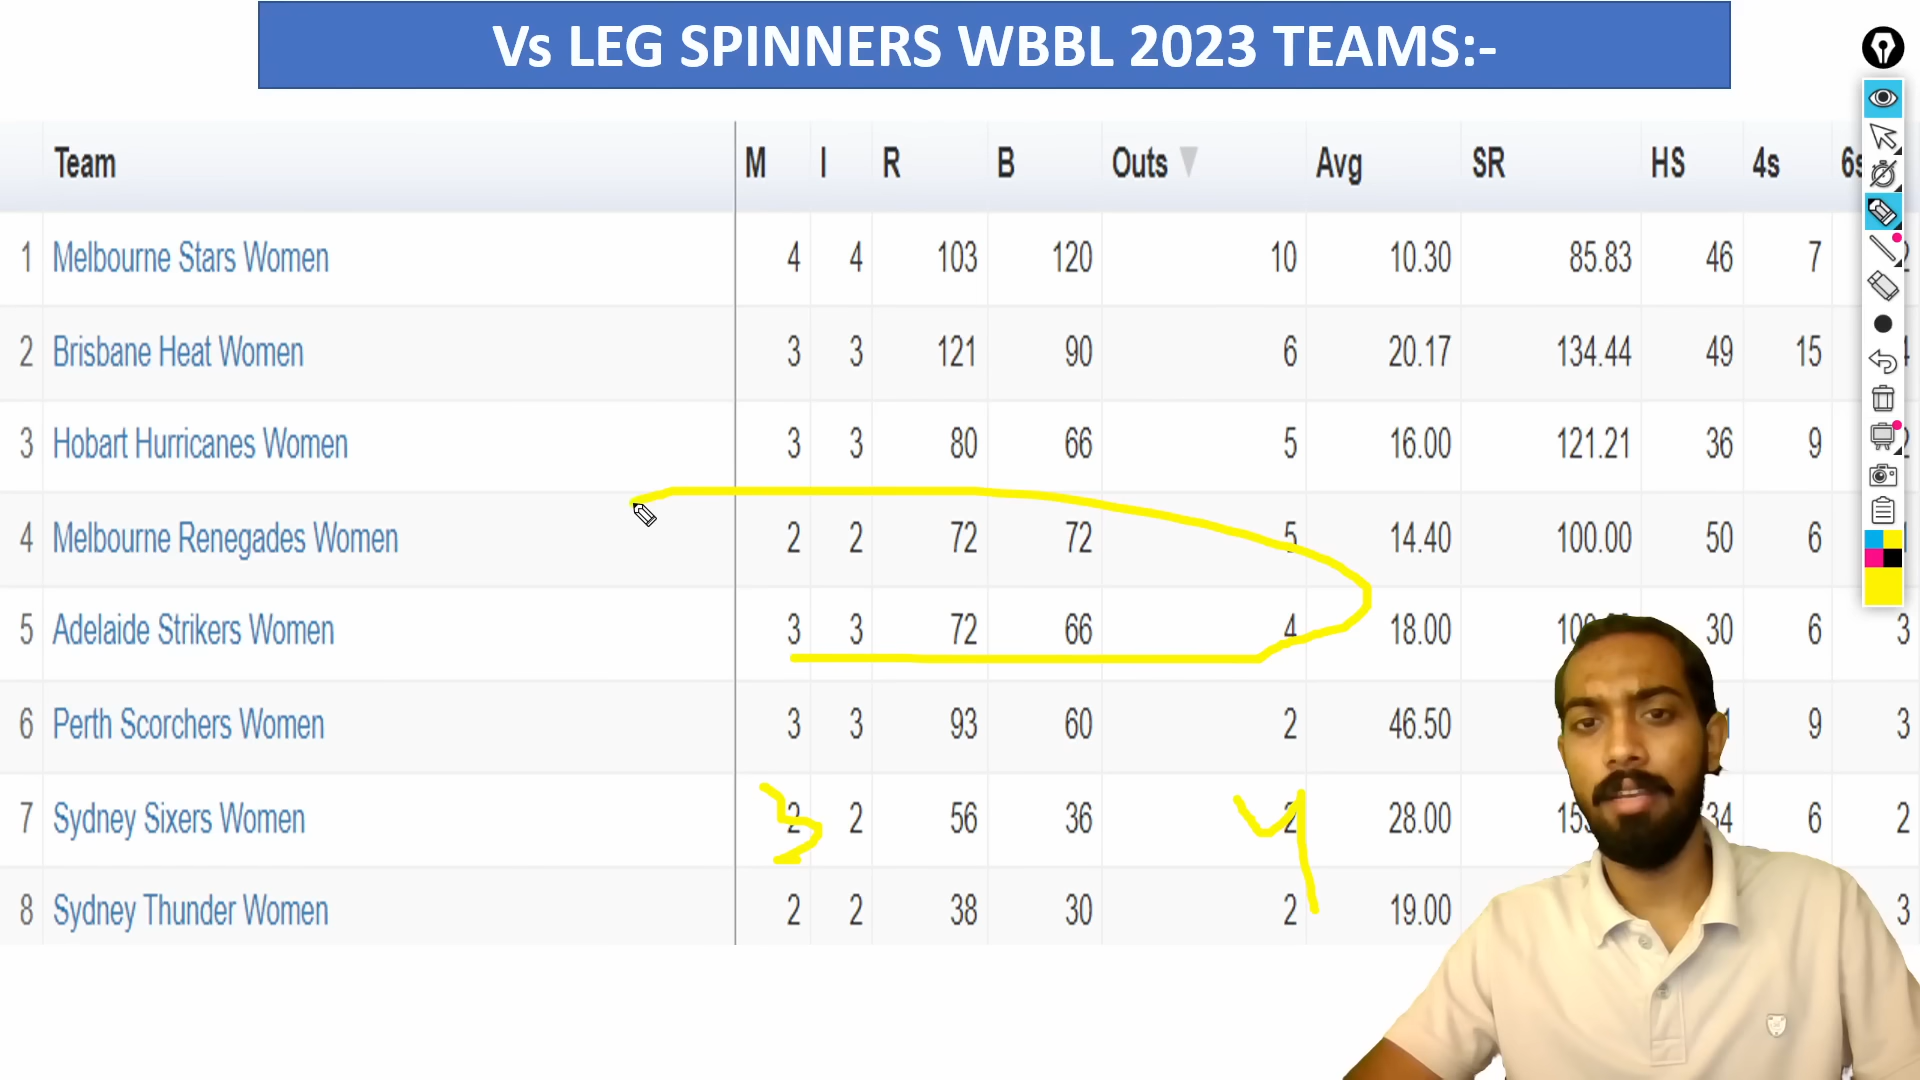 Vs LEG SPINNERS WBBL 2023 TEAMS:-
Team M I R B Outs Avg SR HS 4s 6s
1 Melbourne Stars Women 4 4 103 120 10 10.30 85.83 46 7
2 Brisbane Heat Women 3 3 121 90 6 20.17 134.44 49 15
3 Hobart Hurricanes Women 3 3 80 66 5 16.00 121.21 36 9
4 Melbourne Renegades Women 2 2 72 72 5 14.40 100.00 50 6
5 Adelaide Strikers Women 3 3 72 66 4 18.00 30 6 3
6 Perth Scorchers Women 3 3 93 60 2 46.50 9 3
7 Sydney Sixers Women 2 2 56 36 2 28.00 34 6 2
3 4
8 Sydney Thunder Women 2 2 38 30 2 19.00 3